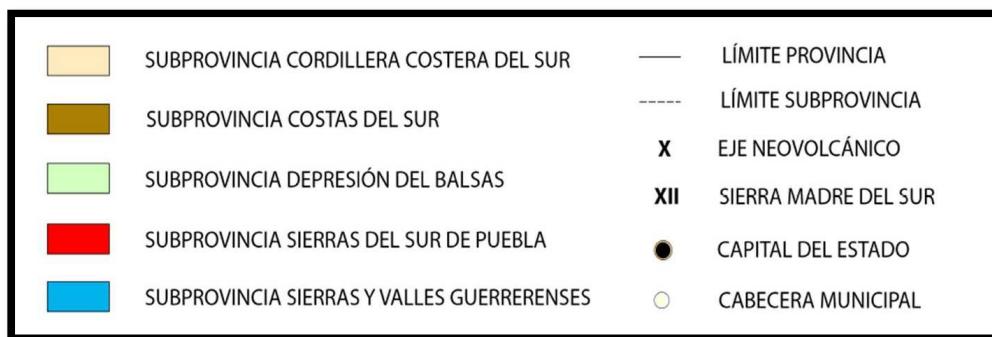 SUBPROVINCIA CORDILLERA COSTERA DEL SUR
SUBPROVINCIA COSTAS DEL SUR
SUBPROVINCIA DEPRESIÓN DEL BALSAS
SUBPROVINCIA SIERRAS DEL SUR DE PUEBLA
SUBPROVINCIA SIERRAS Y VALLES GUERRERENSES
LÍMITE PROVINCIA
LÍMITE SUBPROVINCIA
X EJE NEOVOLCÁNICO
XII SIERRA MADRE DEL SUR
CAPITAL DEL ESTADO
CABECERA MUNICIPAL